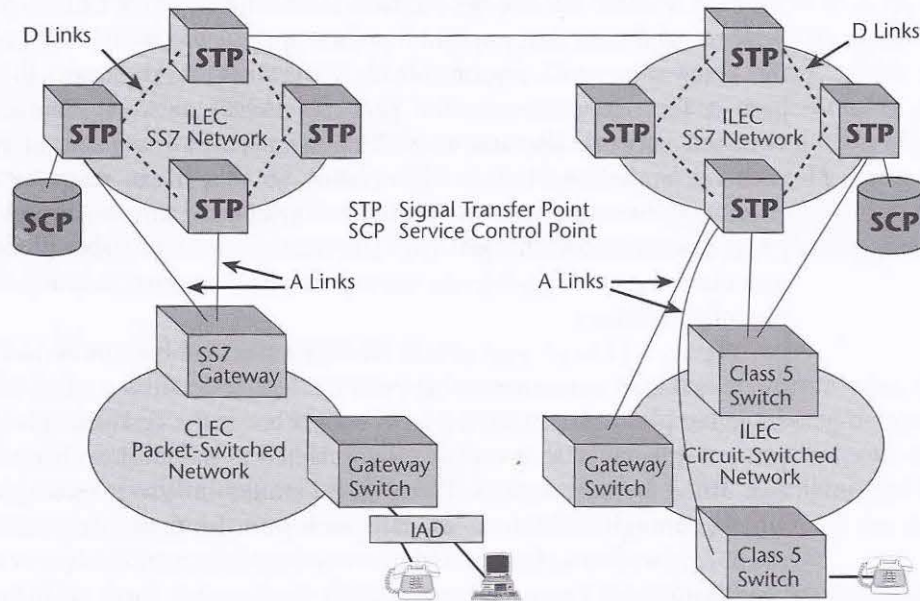 D Links
STP
ILEC
SS7 Network
STP
STP
STP
SCP
STP Signal Transfer Point
SCP Service Control Point
D Links
STP
ILEC
SS7 Network
STP
STP
STP
SCP
A Links
A Links
SS7
Gateway
CLEC
Packet-Switched
Network
Gateway
Switch
IAD
Class 5
Switch
Gateway
Switch
ILEC
Circuit-Switched
Network
Class 5
Switch